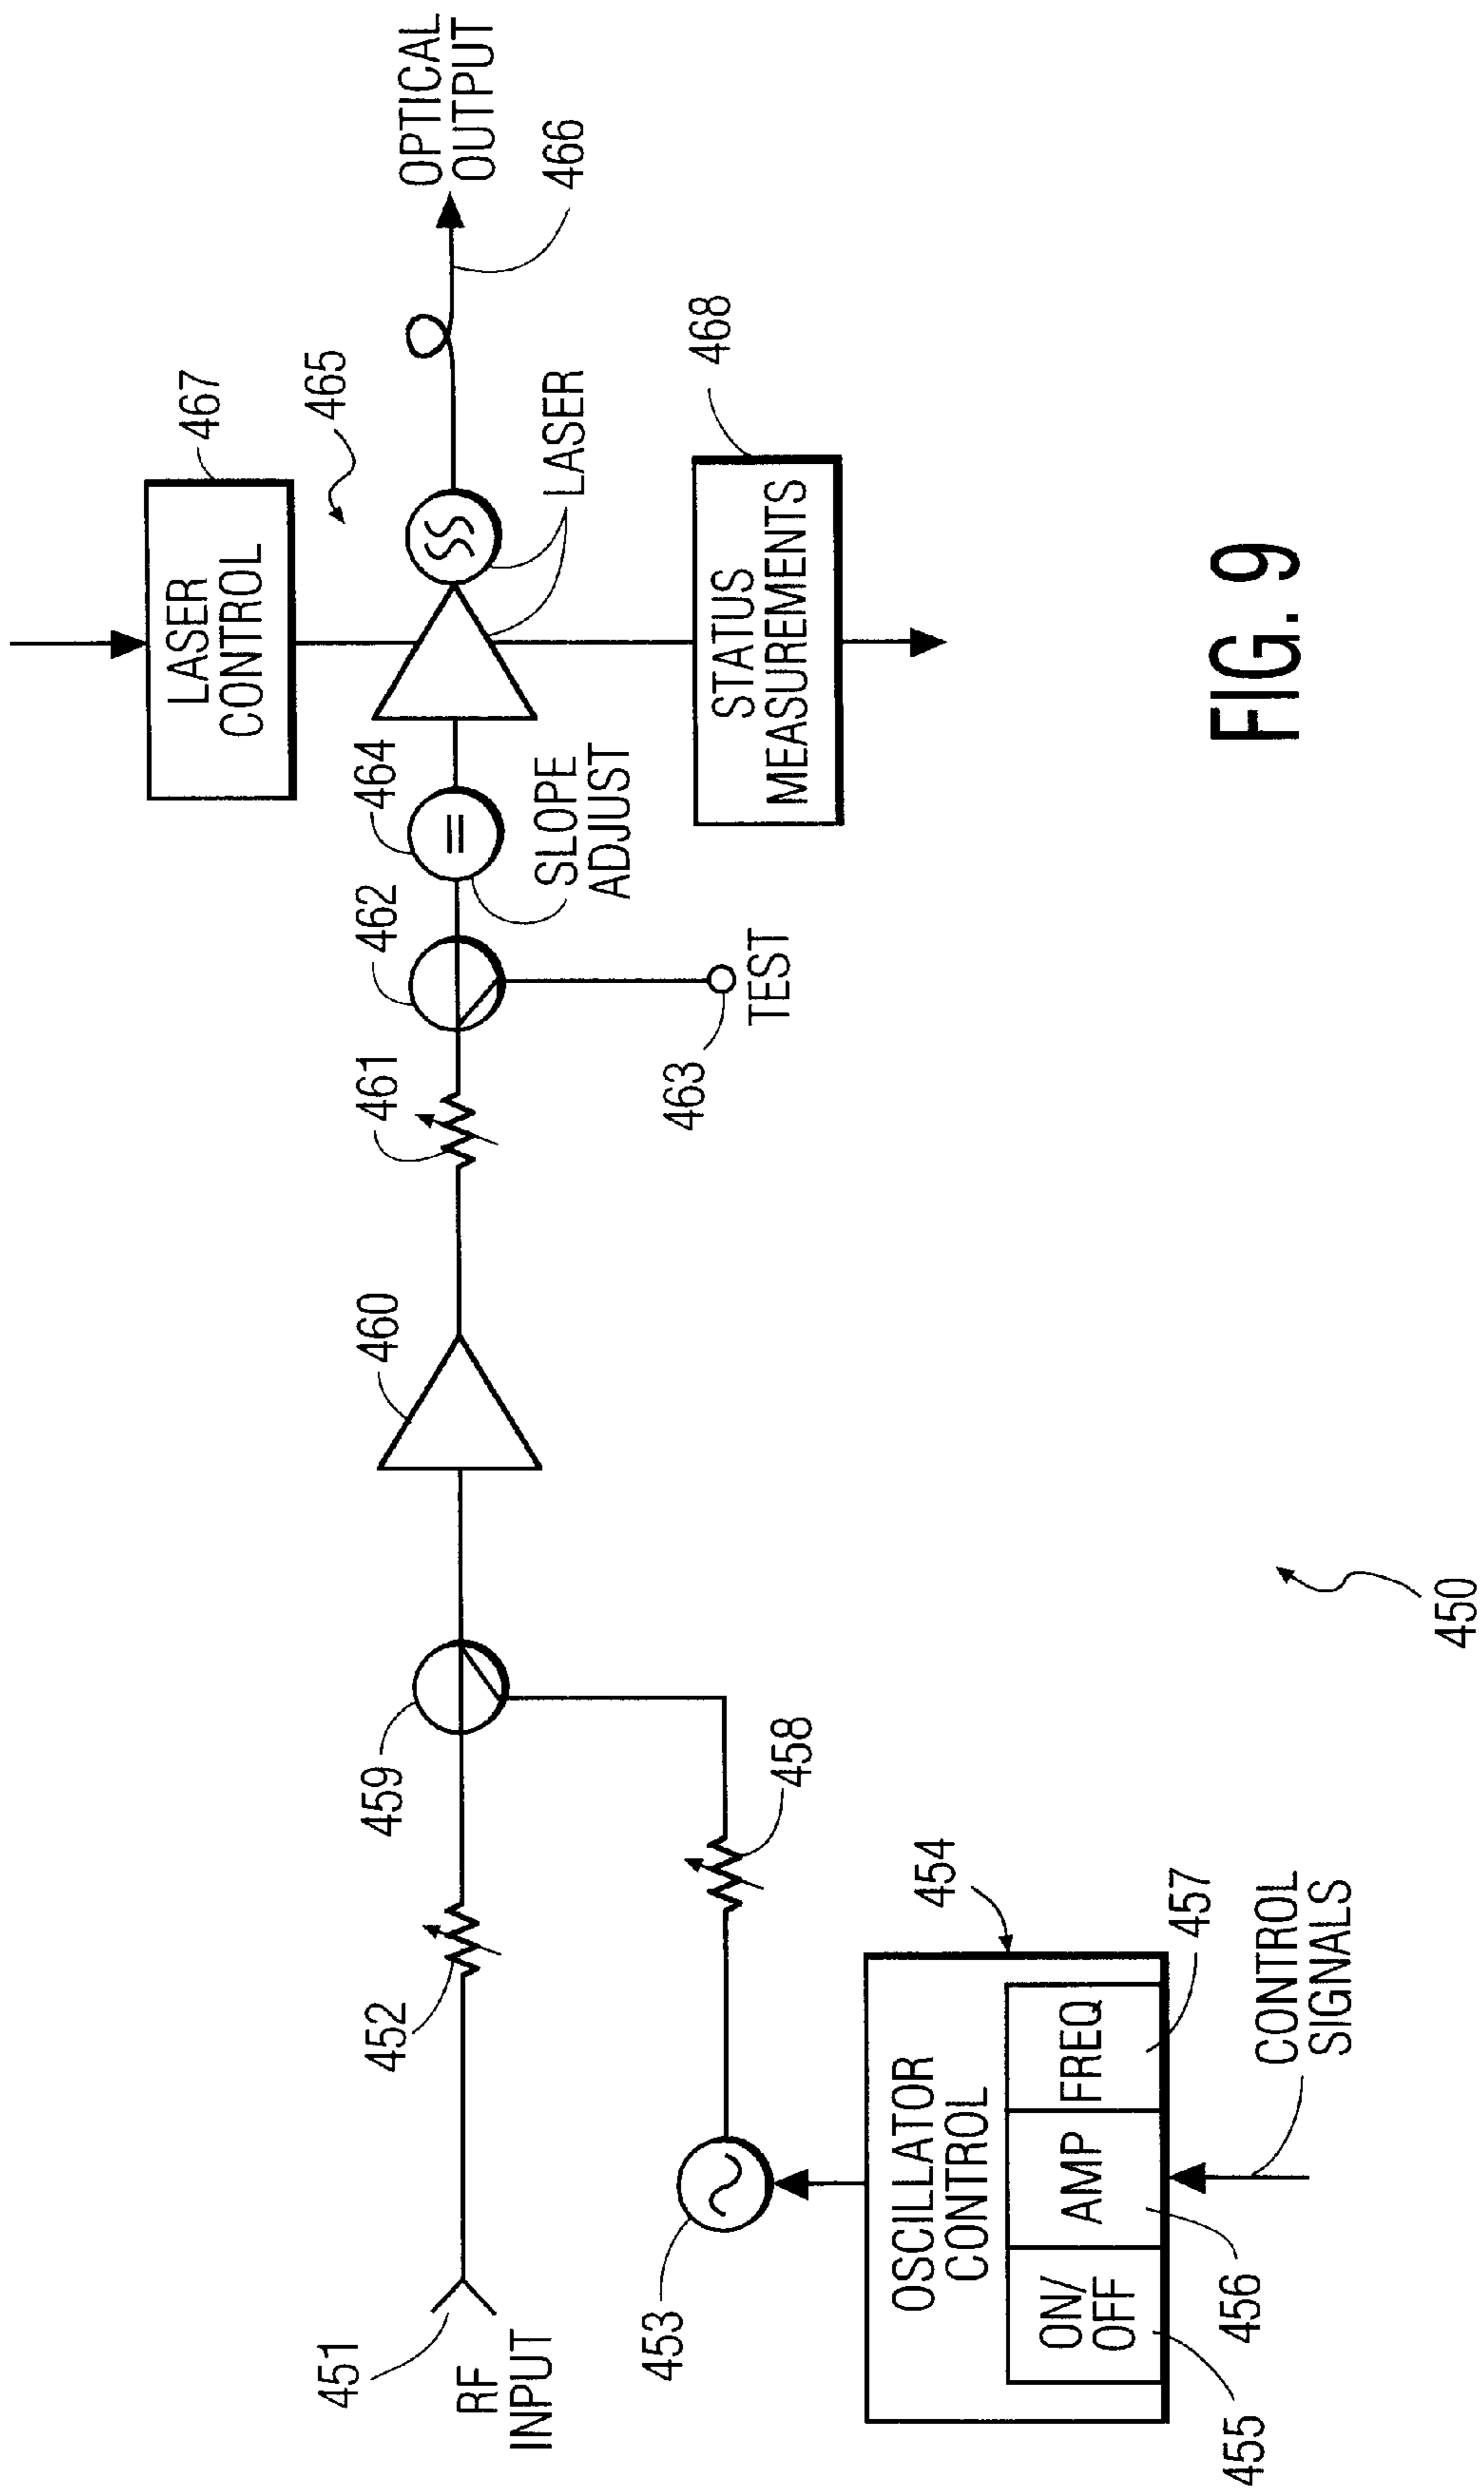 467
LASER
CONTROL
465
OPTICAL
OUTPUT
466
LASER
468
STATUS
MEASUREMENTS
464
SLOPE
ADJUST
462
463
TEST
461
460
459
452
451
RF
INPUT
458
453
454
OSCILLATOR
CONTROL
ON/
OFF
AMP
FREQ
455
456
457
CONTROL
SIGNALS
450
FIG. 9